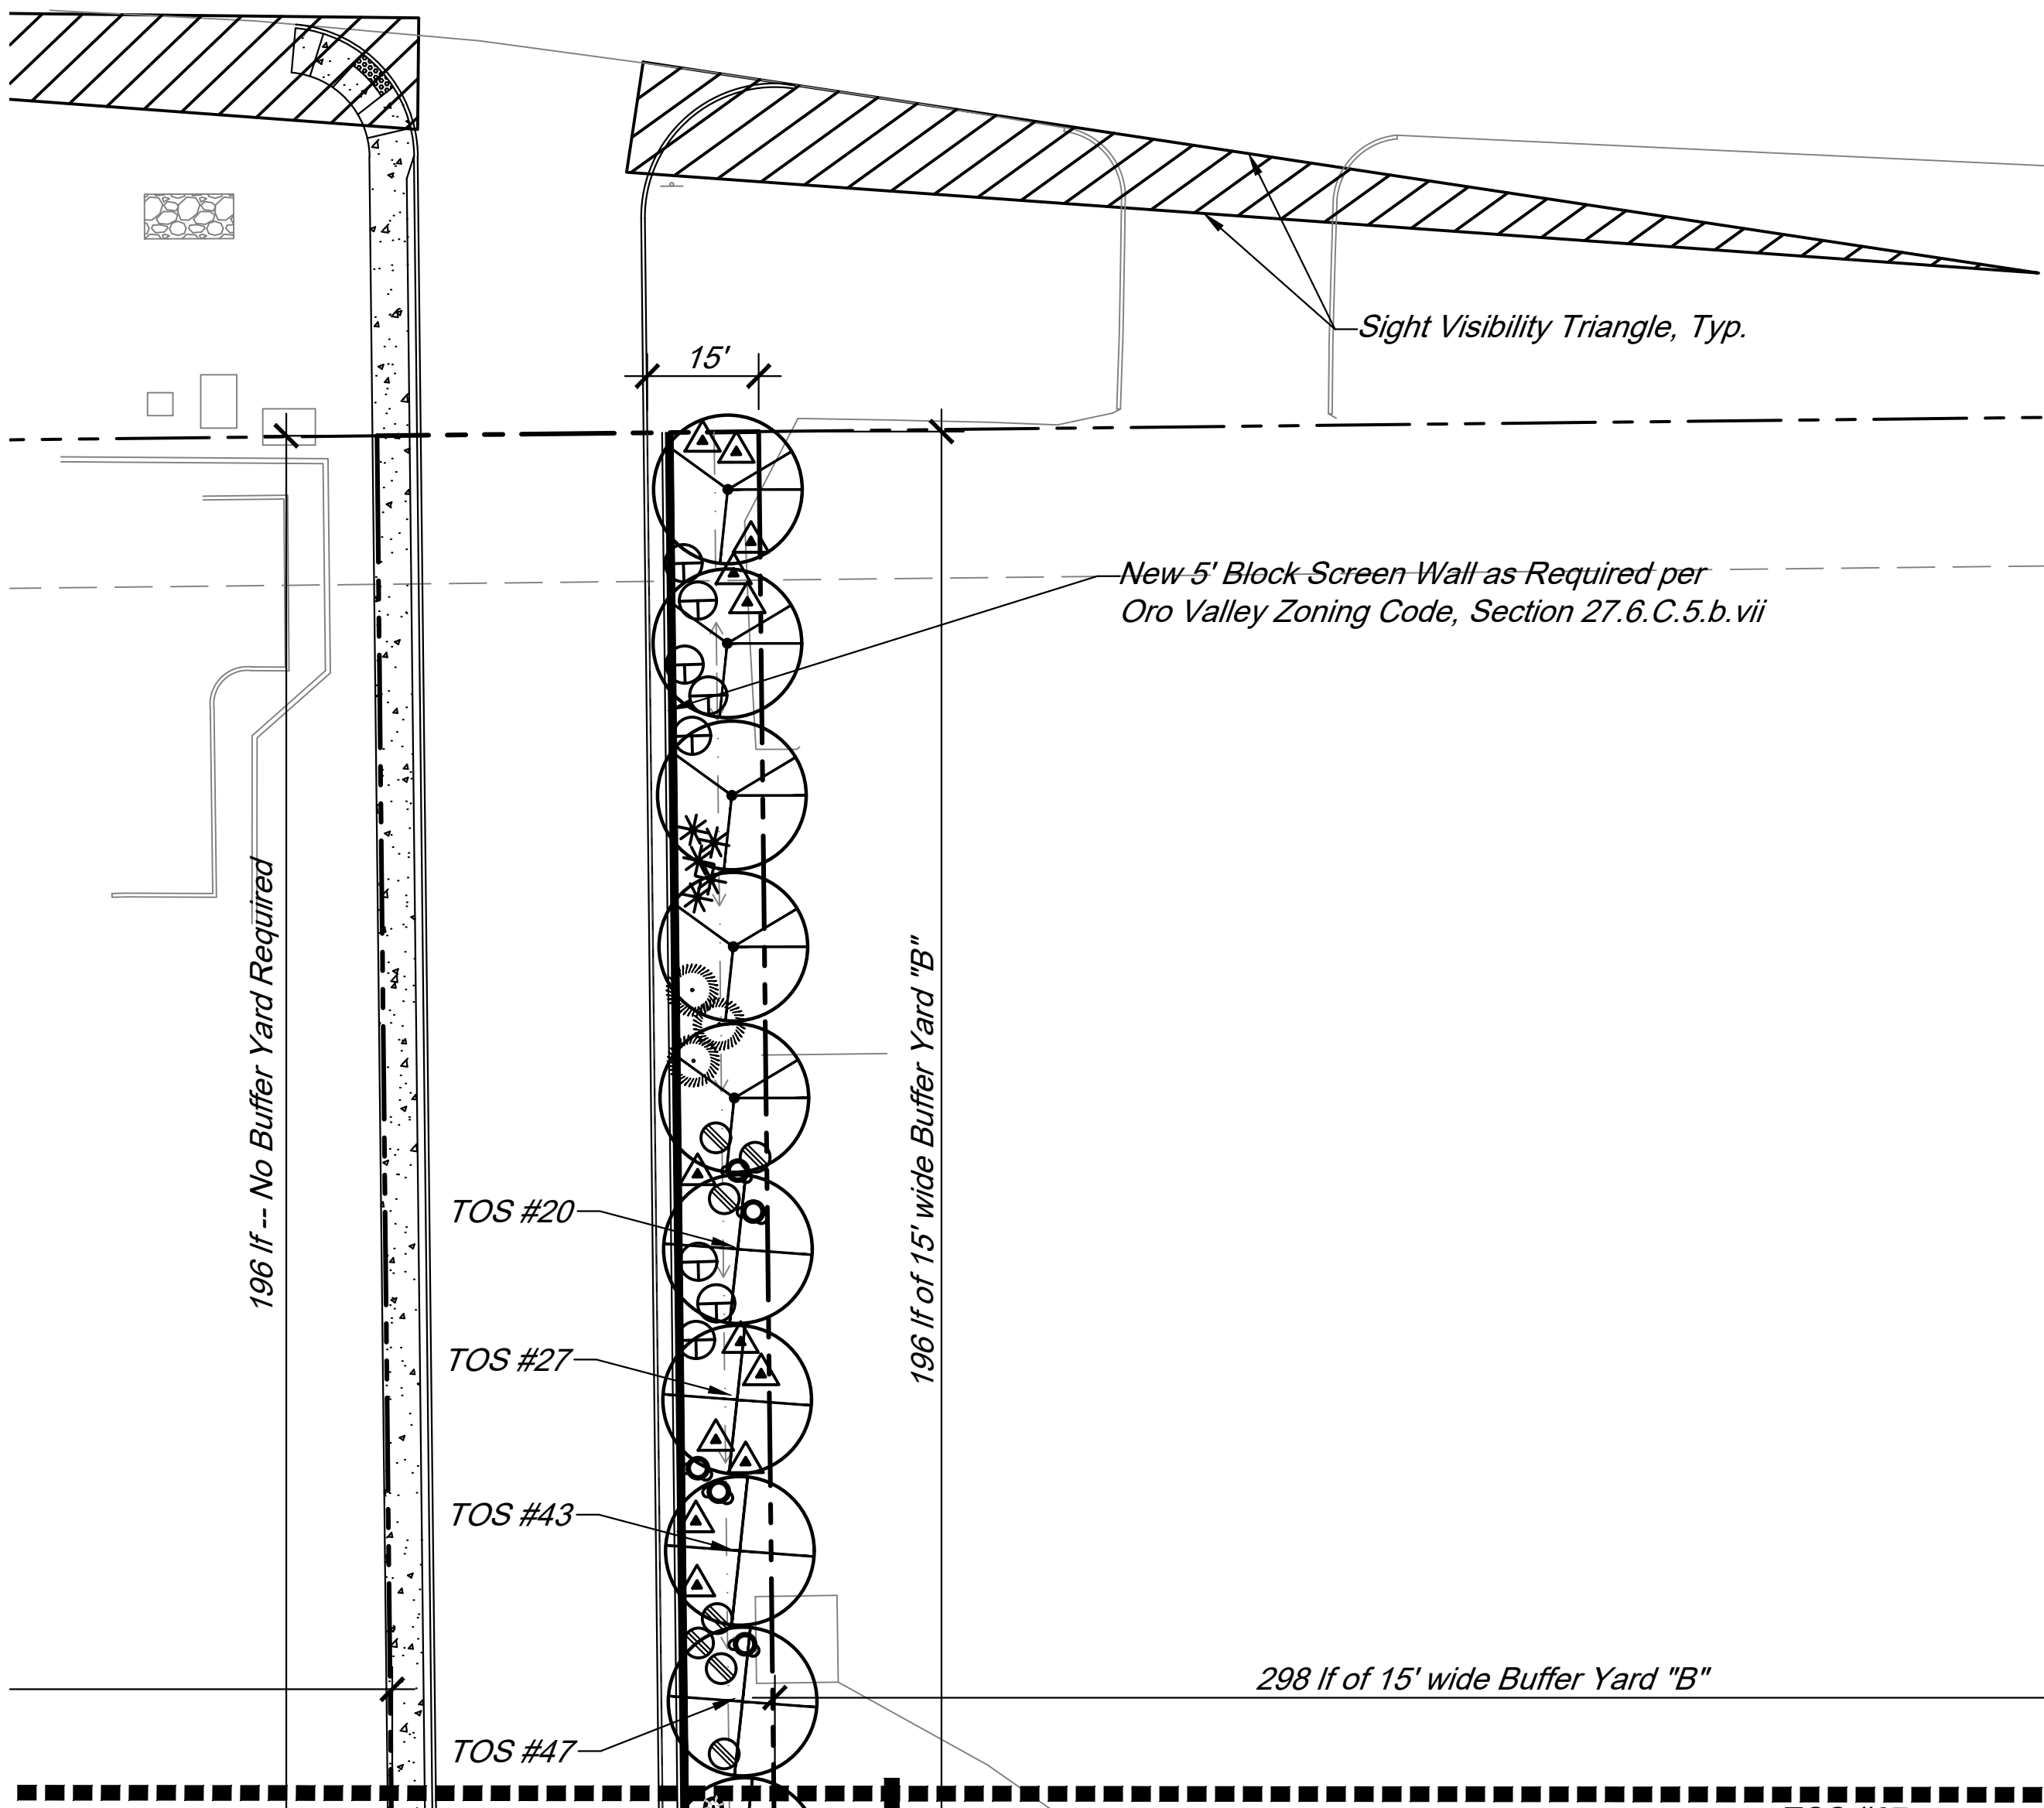 Sight Visibility Triangle, Typ.
15'
New 5' Block Screen Wall as Required per
Oro Valley Zoning Code, Section 27.6.C.5.b.vii
196 lf -- No Buffer Yard Required
196 lf of 15' wide Buffer Yard "B"
TOS #20
TOS #27
TOS #43
298 lf of 15' wide Buffer Yard "B"
TOS #47